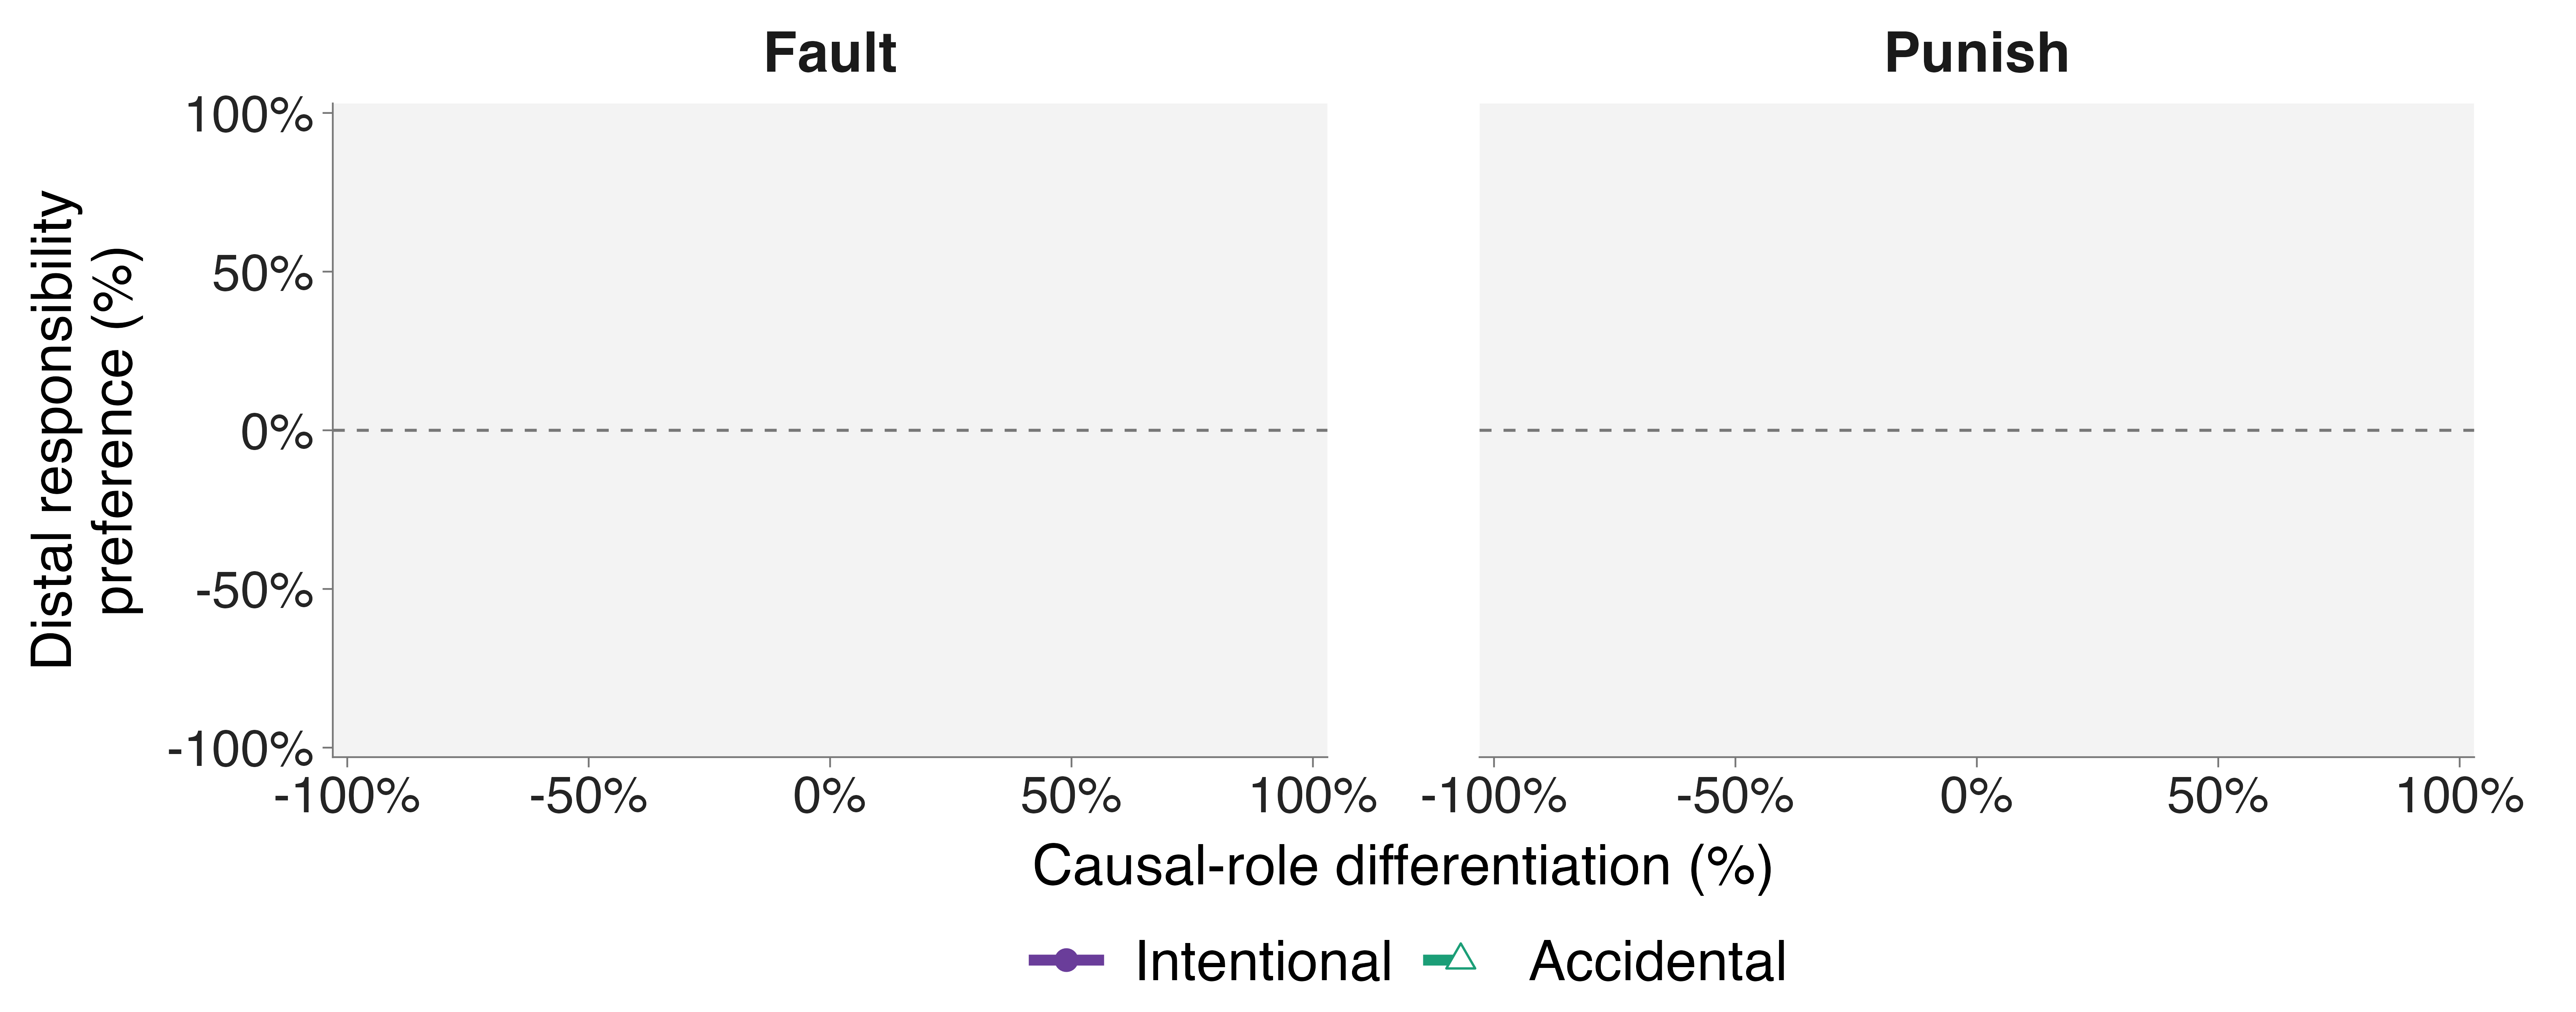 Fault Punish
100%
50%
0%
-50%
-100%
Distal responsibility
preference (%)
-100% -50% 0% 50% 100% -100% -50% 0% 50% 100%
Causal-role differentiation (%)
Intentional Accidental